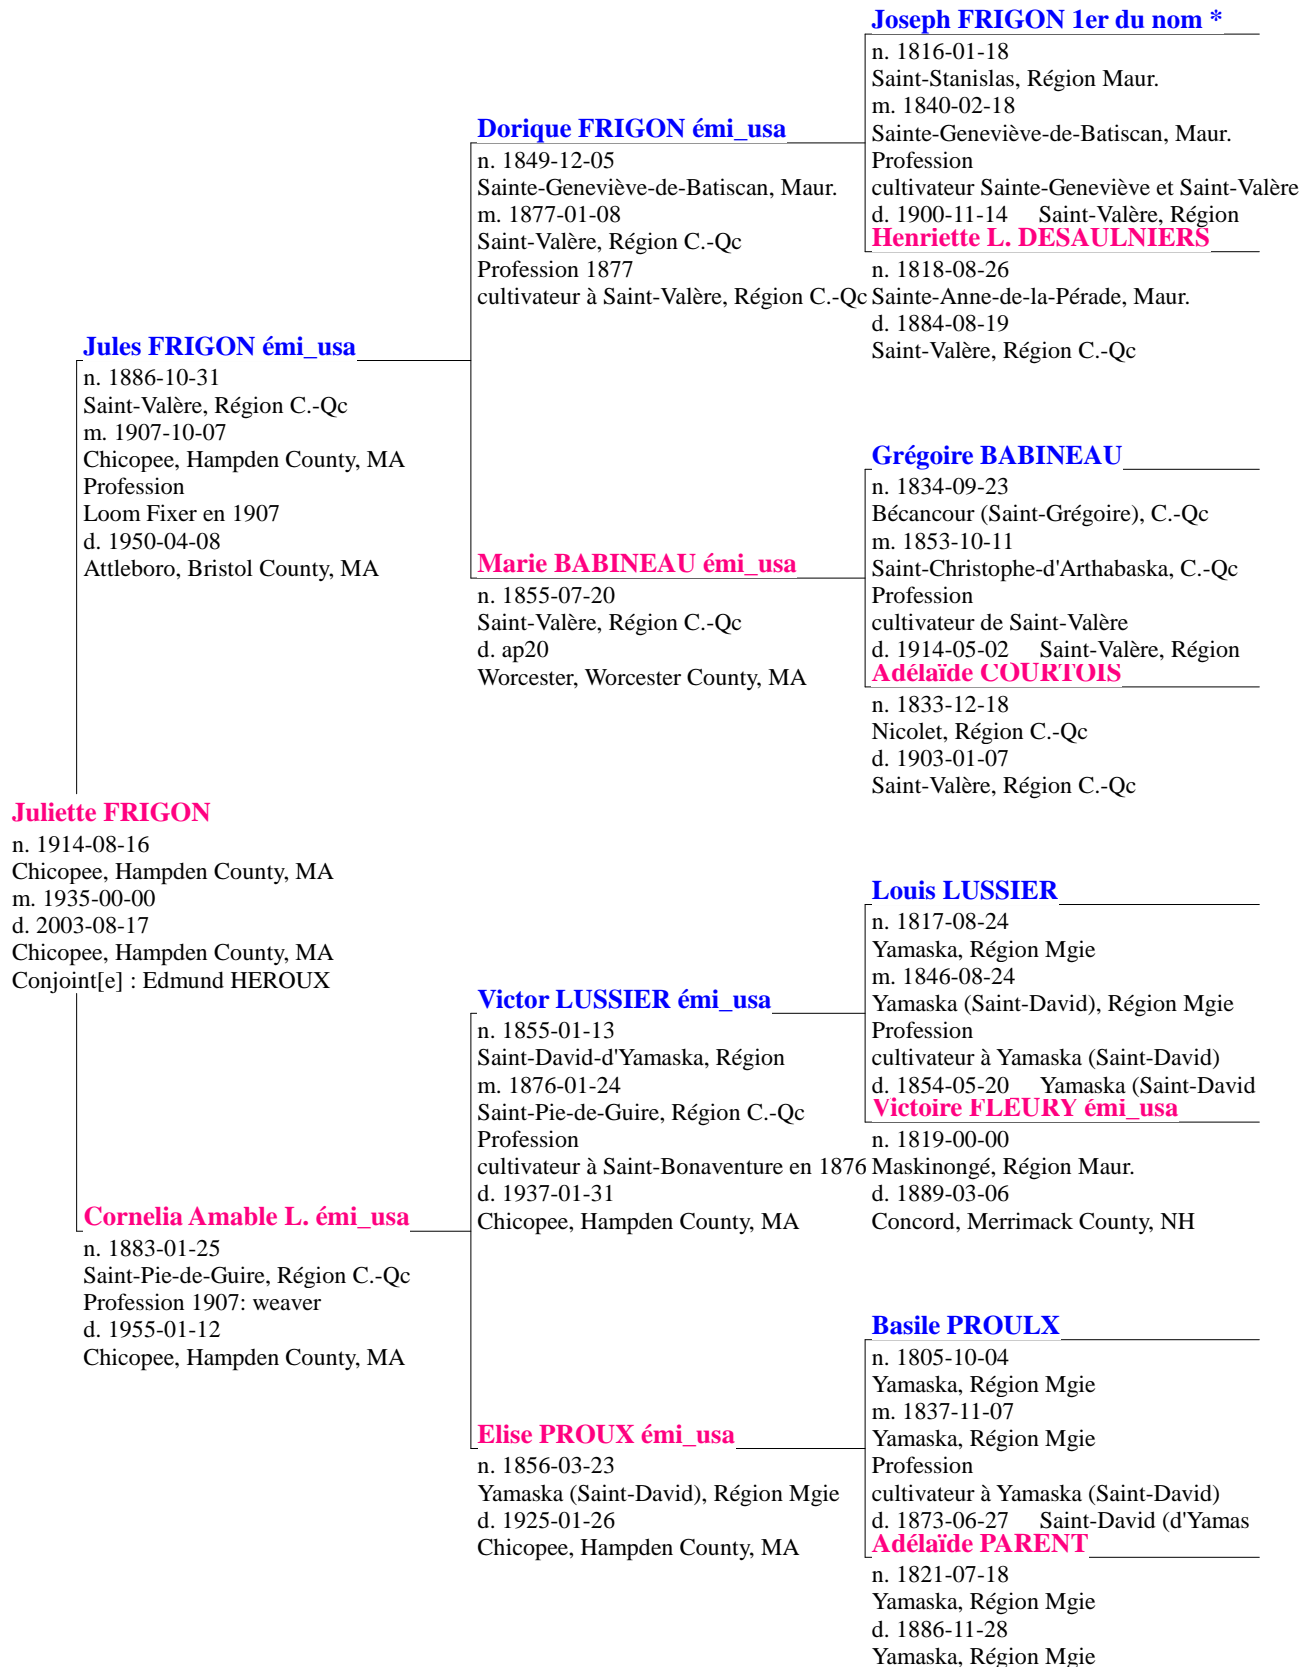 Joseph FRIGON 1er du nom *
n. 1816-01-18
Saint-Stanislas, Région Maur.
m. 1840-02-18
Sainte-Geneviève-de-Batiscan, Maur.
Profession
cultivateur Sainte-Geneviève et Saint-Valère
d. 1900-11-14 Saint-Valère, Région
Dorique FRIGON émi_usa
n. 1849-12-05
Sainte-Geneviève-de-Batiscan, Maur.
m. 1877-01-08
Saint-Valère, Région C.-Qc
Profession 1877
cultivateur à Saint-Valère, Région C.-Qc
Henriette L. DESAULNIERS
n. 1818-08-26
Sainte-Anne-de-la-Pérade, Maur.
d. 1884-08-19
Saint-Valère, Région C.-Qc
Jules FRIGON émi_usa
n. 1886-10-31
Saint-Valère, Région C.-Qc
m. 1907-10-07
Chicopee, Hampden County, MA
Profession
Loom Fixer en 1907
d. 1950-04-08
Attleboro, Bristol County, MA
Grégoire BABINEAU
n. 1834-09-23
Bécancour (Saint-Grégoire), C.-Qc
m. 1853-10-11
Saint-Christophe-d'Arthabaska, C.-Qc
Profession
cultivateur de Saint-Valère
d. 1914-05-02 Saint-Valère, Région
Marie BABINEAU émi_usa
n. 1855-07-20
Saint-Valère, Région C.-Qc
d. ap20
Worcester, Worcester County, MA
Adélaïde COURTOIS
n. 1833-12-18
Nicolet, Région C.-Qc
d. 1903-01-07
Saint-Valère, Région C.-Qc
Juliette FRIGON
n. 1914-08-16
Chicopee, Hampden County, MA
m. 1935-00-00
d. 2003-08-17
Chicopee, Hampden County, MA
Conjoint[e] : Edmund HEROUX
Louis LUSSIER
n. 1817-08-24
Yamaska, Région Mgie
m. 1846-08-24
Yamaska (Saint-David), Région Mgie
Profession
cultivateur à Yamaska (Saint-David)
d. 1854-05-20 Yamaska (Saint-David
Victor LUSSIER émi_usa
n. 1855-01-13
Saint-David-d'Yamaska, Région
m. 1876-01-24
Saint-Pie-de-Guire, Région C.-Qc
Profession
cultivateur à Saint-Bonaventure en 1876
d. 1937-01-31
Chicopee, Hampden County, MA
Victoire FLEURY émi_usa
n. 1819-00-00
Maskinongé, Région Maur.
d. 1889-03-06
Concord, Merrimack County, NH
Cornelia Amable L. émi_usa
n. 1883-01-25
Saint-Pie-de-Guire, Région C.-Qc
Profession 1907: weaver
d. 1955-01-12
Chicopee, Hampden County, MA
Basile PROULX
n. 1805-10-04
Yamaska, Région Mgie
m. 1837-11-07
Yamaska, Région Mgie
Profession
cultivateur à Yamaska (Saint-David)
d. 1873-06-27 Saint-David (d'Yamas
Elise PROUX émi_usa
n. 1856-03-23
Yamaska (Saint-David), Région Mgie
d. 1925-01-26
Chicopee, Hampden County, MA
Adélaïde PARENT
n. 1821-07-18
Yamaska, Région Mgie
d. 1886-11-28
Yamaska, Région Mgie